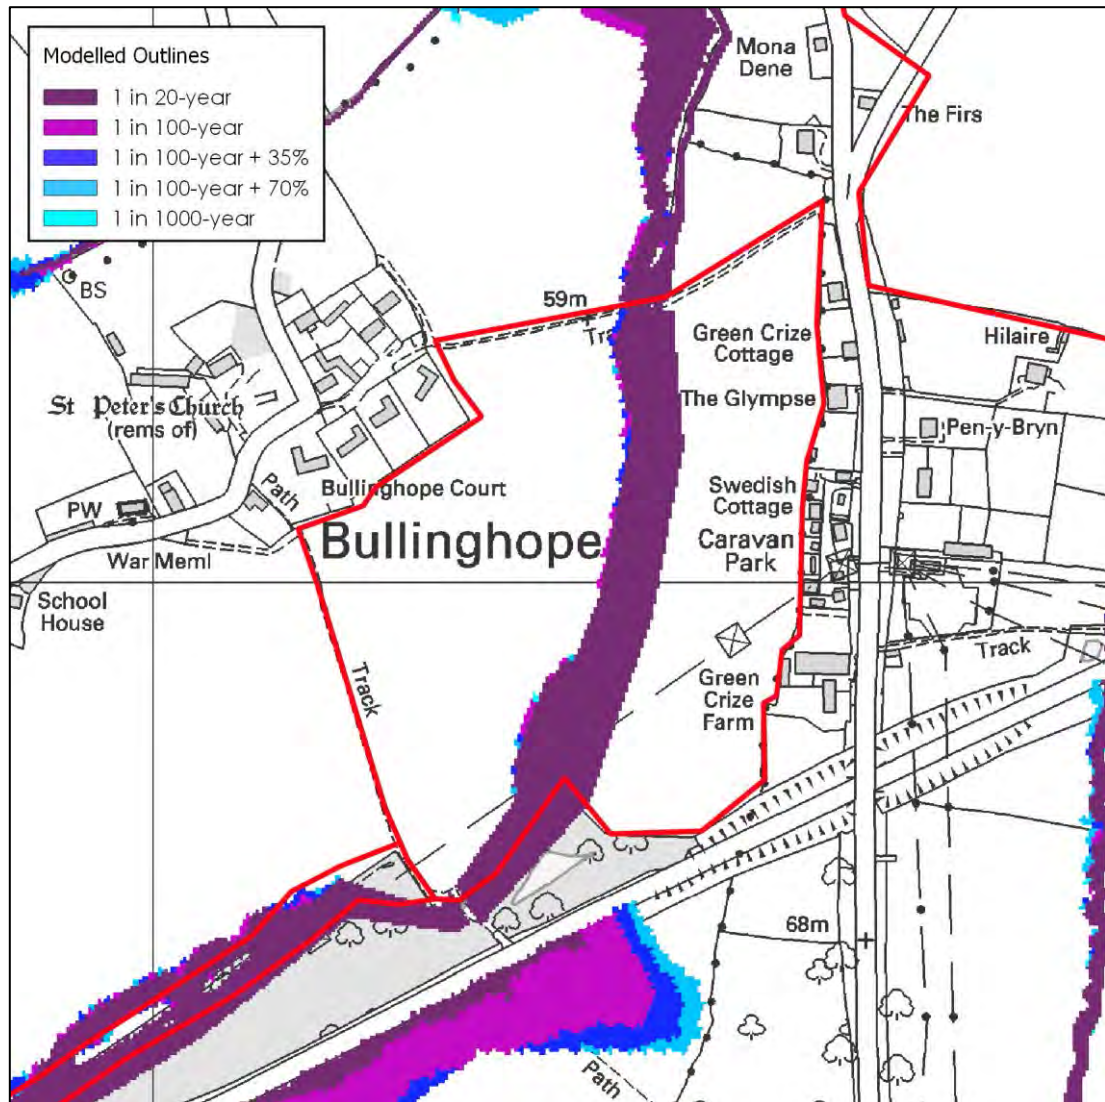 Modelled Outlines
1 in 20-year
1 in 100-year
1 in 100-year + 35%
1 in 100-year + 70%
1 in 1000-year
Mona
Dene
The Firs
BS
59m
Green Crize
Cottage
Hilaire
St Peter's Church
(rems of)
The Glympse
Pen-y-Bryn
Path
Bullinghope Court
Swedish
Cottage
PW
War Meml
Bullinghope
Caravan
Park
School
House
Track
Track
Green
Crize
Farm
68m
Path